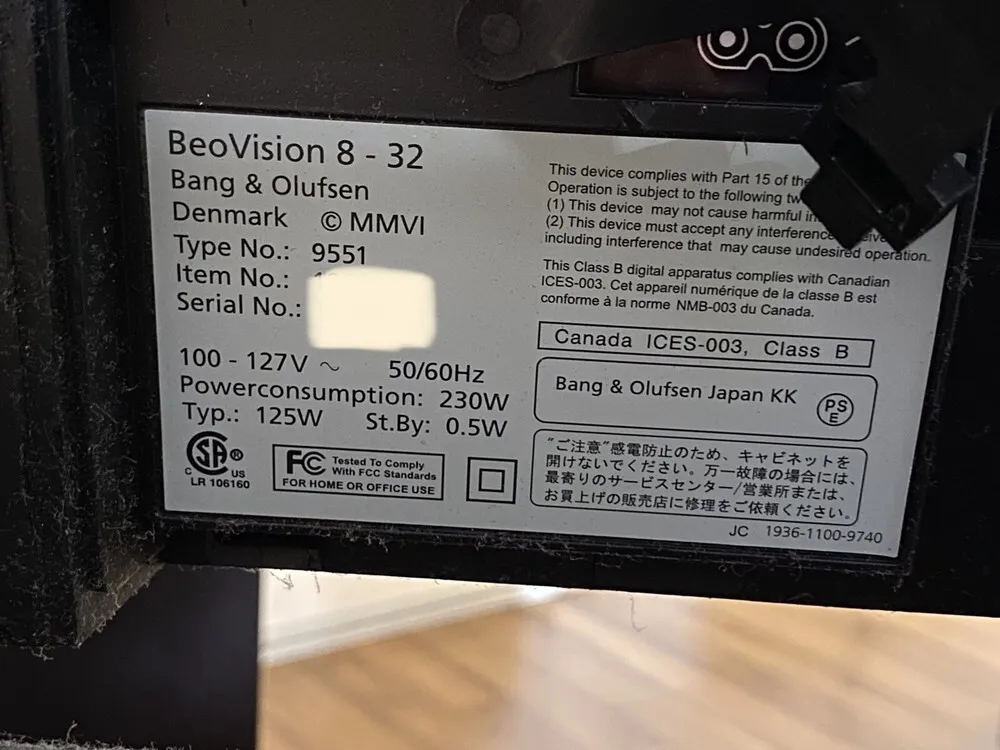 BeoVision 8 - 32
Bang & Olufsen
Denmark © MMVI
Type No.: 9551
Item No.:
Serial No.:
100 - 127V ~ 50/60Hz
Powerconsumption: 230W
Typ.: 125W St.By: 0.5W
SA®
C US
LR 106160
FC Tested To Comply
With FCC Standards
FOR HOME OR OFFICE USE
This device complies with Part 15 of the
Operation is subject to the following
(1) This device may not cause harmful
(2) This device must accept any interference
including interference that may cause undesired operation.
This Class B digital apparatus complies with Canadian
ICES-003. Cet appareil numérique de la classe B est
conforme à la norme NMB-003 du Canada.
Canada ICES-003, Class B
Bang & Olufsen Japan KK
PS
E
"ご注意"感電防止のため、キャビネットを
開けないでください。万一故障の場合には、
最寄りのサービスセンター/営業所または、
お買上げの販売店に修理をご依頼ください。
JC 1936-1100-9740